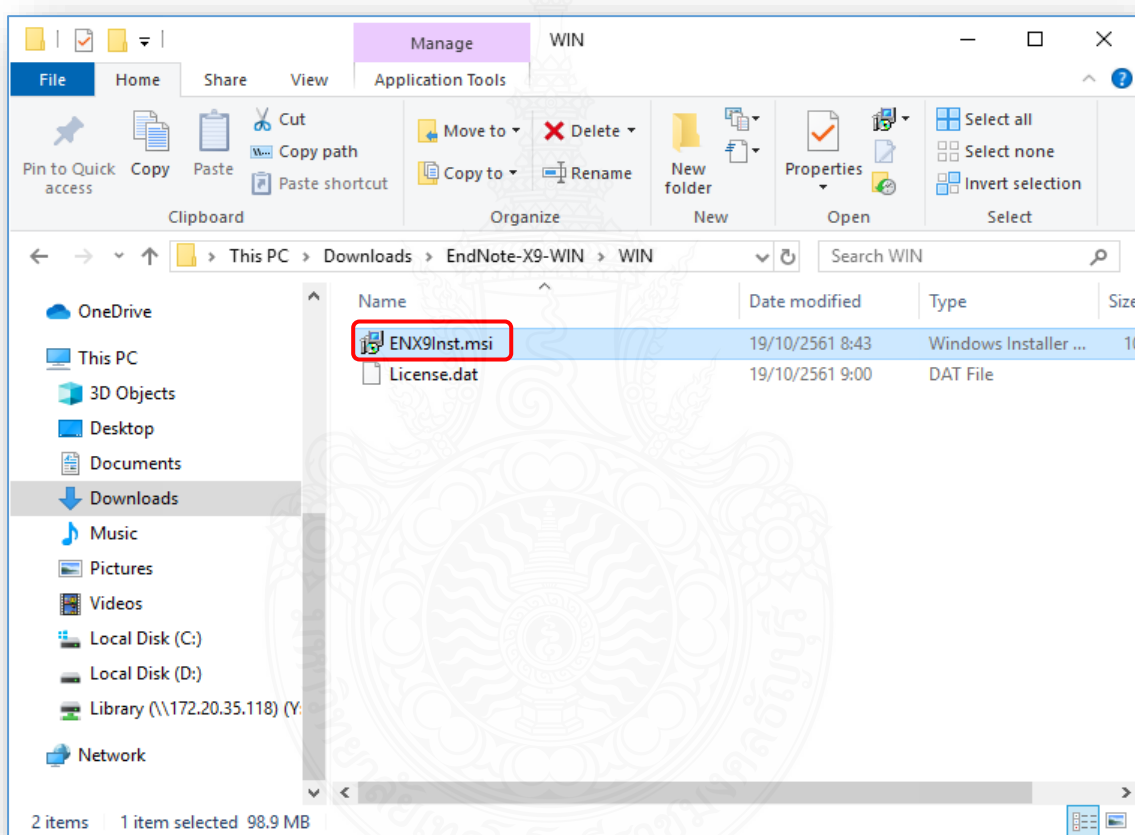 Manage WIN
File Home Share View Application Tools
Cut
Copy path
Paste shortcut
Pin to Quick access
Copy
Paste
Clipboard
Move to
Copy to
Delete
Rename
Organize
New folder
New
Properties
Open
Select all
Select none
Invert selection
Select
This PC > Downloads > EndNote-X9-WIN > WIN
Search WIN
OneDrive
This PC
3D Objects
Desktop
Documents
Downloads
Music
Pictures
Videos
Local Disk (C:)
Local Disk (D:)
Library (\\172.20.35.118) (Y:
Network
Name Date modified Type Size
ENX9Inst.msi 19/10/2561 8:43 Windows Installer ... 10
License.dat 19/10/2561 9:00 DAT File
2 items 1 item selected 98.9 MB